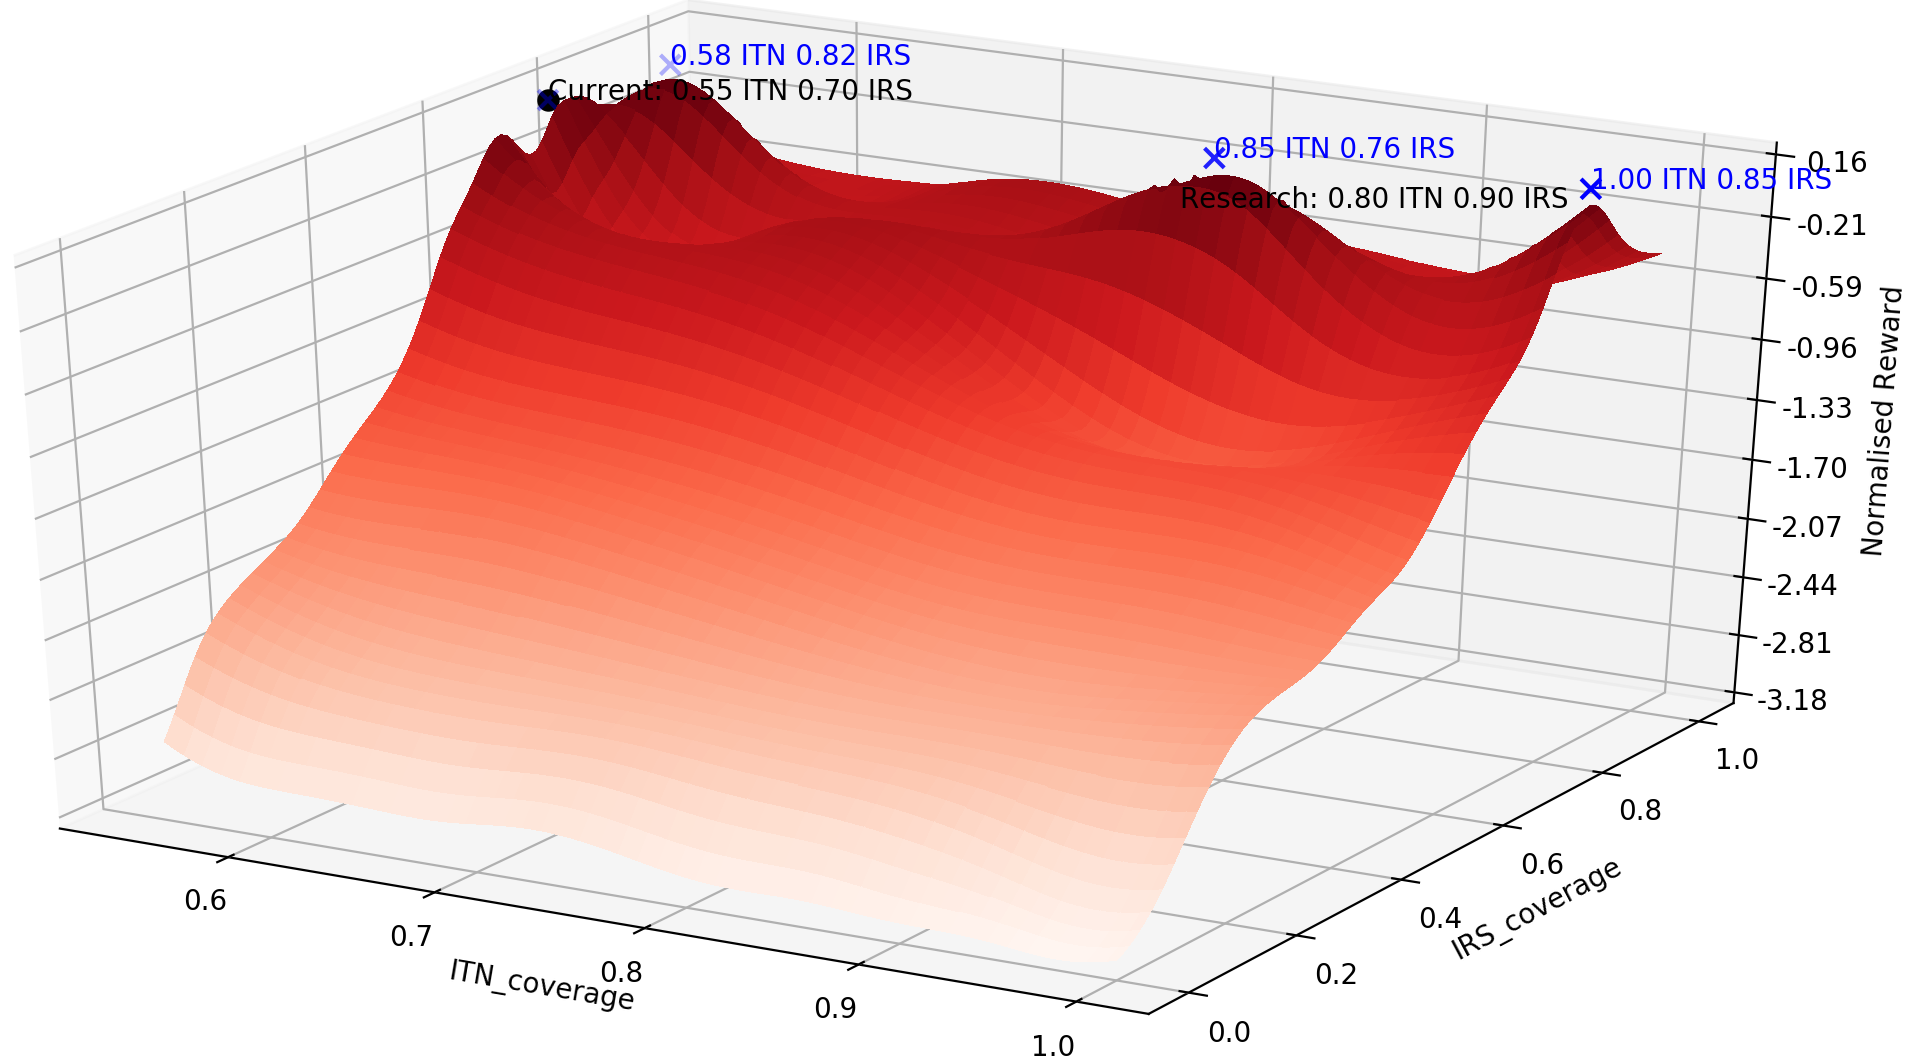 0.58 ITN 0.82 IRS
Current: 0.55 ITN 0.70 IRS
0.85 ITN 0.76 IRS
1.00 ITN 0.85 IRS
Research: 0.80 ITN 0.90 IRS
0.16
-0.21
-0.59
-0.96
-1.33
-1.70
-2.07
-2.44
-2.81
-3.18
Normalised Reward
1.0
0.8
0.6
0.4
0.2
0.0
IRS_coverage
0.6
0.7
0.8
0.9
1.0
ITN_coverage